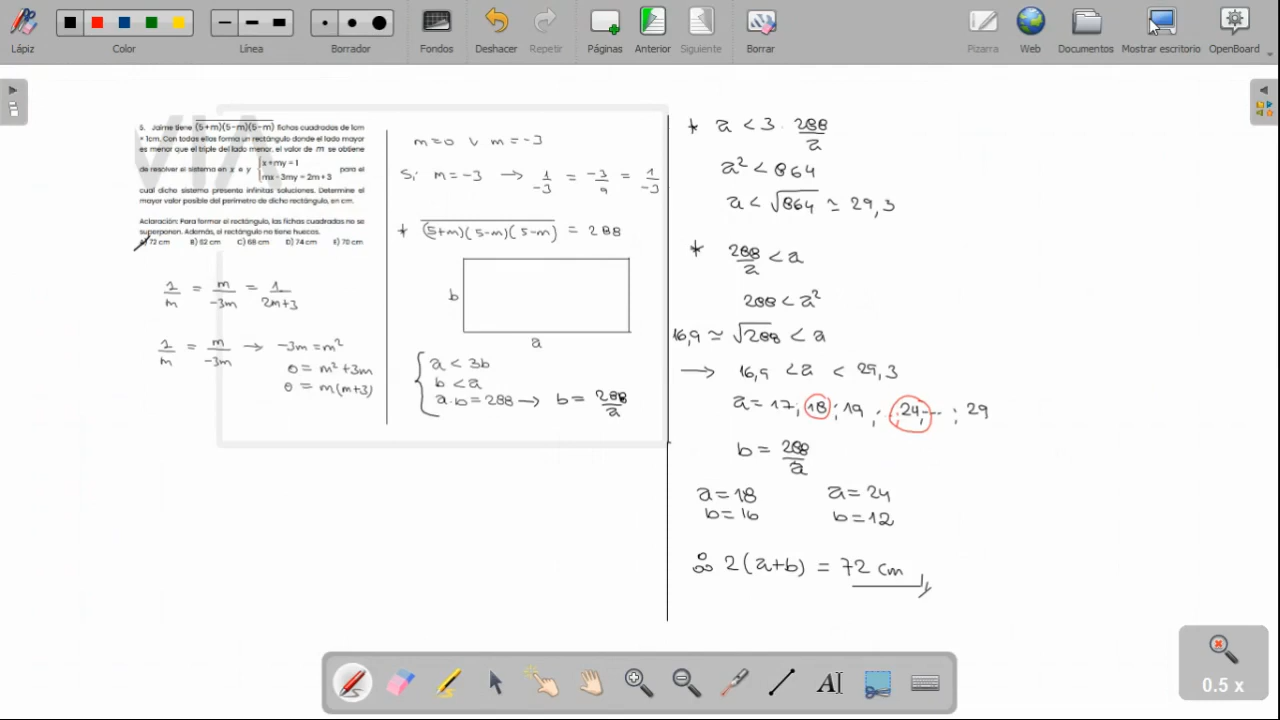 Lápiz
Color
Línea
Borrador
Fondos
Deshacer
Repetir
Páginas
Anterior
Siguiente
Borrar
Pizarra
Web
Documentos
Mostrar escritorio
OpenBoard
5. Jaime tiene (5+m)(5-m)(5-m) fichas cuadradas de 1cm
× 1cm. Con todas ellas forma un rectángulo donde el lado mayor
es menor que el triple del lado menor, el valor de m se obtiene
de resolver el sistema en x e y { x+my = 1
mx - 3my = 2m + 3 para el
cual dicho sistema presenta infinitas soluciones. Determine el
mayor valor posible del perímetro de dicho rectángulo, en cm.
Aclaración: Para formar el rectángulo, las fichas cuadradas no se
superponen. Además, el rectángulo no tiene huecos.
A) 72 cm B) 62 cm C) 68 cm D) 74 cm E) 70 cm
1/m = m/-3m = 1/2m+3
1/m = m/-3m → -3m = m²
0 = m² + 3m
0 = m(m+3)
m=0 ∨ m=-3
Si m=-3 → 1/-3 = -3/9 = 1/-3
* (5+m)(5-m)(5-m) = 288
b
a
a < 3b
b < a
a·b = 288 → b = 288/a
* a < 3 · 288/a
a² < 864
a < √864 ≃ 29,3
* 288/a < a
288 < a²
16,9 ≃ √288 < a
→ 16,9 < a < 29,3
a = 17; 18; 19; ; 24; ... ; 29
b = 288/a
a = 18 a = 24
b = 16 b = 12
∴ 2(a+b) = 72 cm
0.5 x